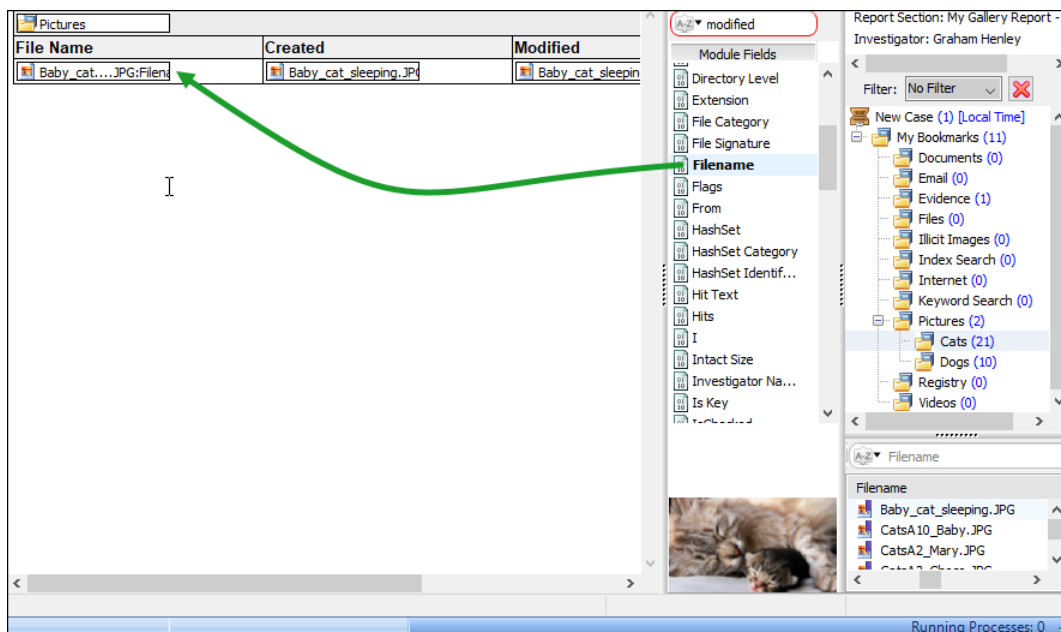 Pictures
File Name Created Modified
Baby_cat....JPG:Filena Baby_cat_sleeping.JP Baby_cat_sleepin
A-Z modified
Module Fields
Directory Level
Extension
File Category
File Signature
Filename
Flags
From
HashSet
HashSet Category
HashSet Identif...
Hit Text
Hits
I
Intact Size
Investigator Na...
Is Key
IsChecked
Report Section: My Gallery Report -
Investigator: Graham Henley
Filter: No Filter
New Case (1) [Local Time]
My Bookmarks (11)
Documents (0)
Email (0)
Evidence (1)
Files (0)
Illicit Images (0)
Index Search (0)
Internet (0)
Keyword Search (0)
Pictures (2)
Cats (21)
Dogs (10)
Registry (0)
Videos (0)
A-Z Filename
Filename
Baby_cat_sleeping.JPG
CatsA10_Baby.JPG
CatsA2_Mary.JPG
Running Processes: 0